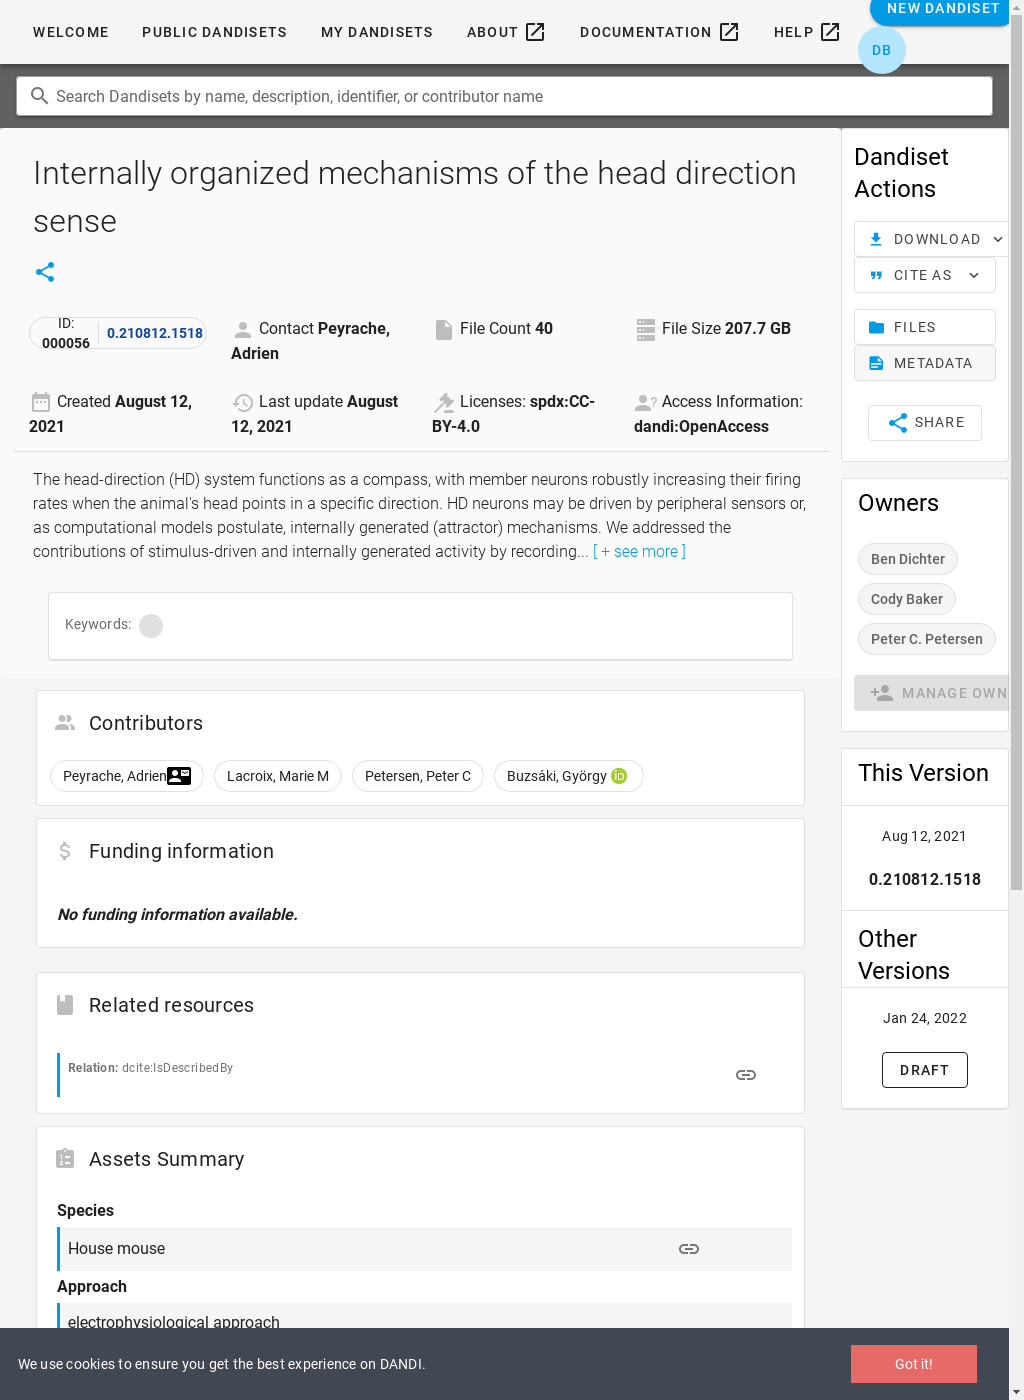 WELCOME
PUBLIC DANDISETS
MY DANDISETS
ABOUT
DOCUMENTATION
HELP
NEW DANDISET
DB
Search Dandisets by name, description, identifier, or contributor name
Internally organized mechanisms of the head direction
sense
ID:
000056
0.210812.1518
Contact Peyrache,
Adrien
File Count 40
File Size 207.7 GB
Created August 12,
2021
Last update August
12, 2021
Licenses: spdx:CC-
BY-4.0
Access Information:
dandi:OpenAccess
The head-direction (HD) system functions as a compass, with member neurons robustly increasing their firing
rates when the animal's head points in a specific direction. HD neurons may be driven by peripheral sensors or,
as computational models postulate, internally generated (attractor) mechanisms. We addressed the
contributions of stimulus-driven and internally generated activity by recording... [ + see more ]
Keywords:
Contributors
Peyrache, Adrien
Lacroix, Marie M
Petersen, Peter C
Buzsáki, György
Funding information
No funding information available.
Related resources
Relation: dcite:IsDescribedBy
Assets Summary
Species
House mouse
Approach
electrophysiological approach
Dandiset
Actions
DOWNLOAD
CITE AS
FILES
METADATA
SHARE
Owners
Ben Dichter
Cody Baker
Peter C. Petersen
MANAGE OWN
This Version
Aug 12, 2021
0.210812.1518
Other
Versions
Jan 24, 2022
DRAFT
We use cookies to ensure you get the best experience on DANDI.
Got it!